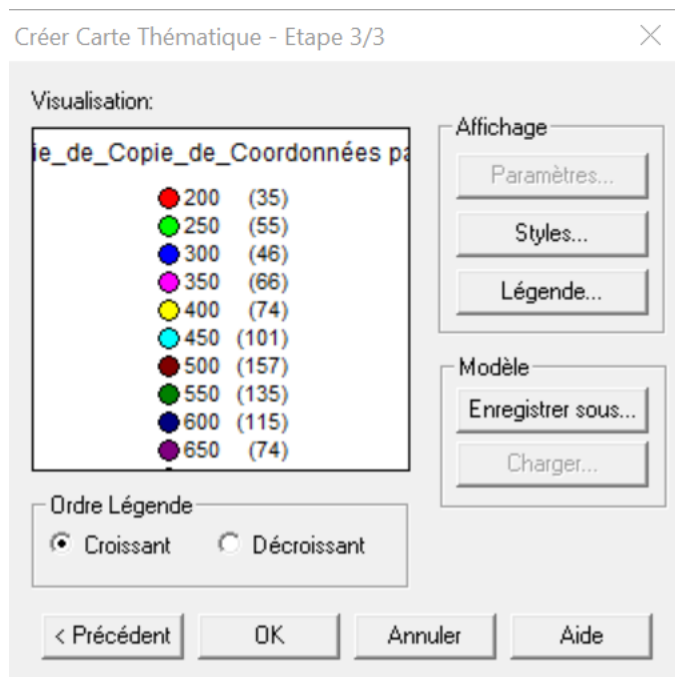 Créer Carte Thématique - Etape 3/3
Visualisation:
ie_de_Copie_de_Coordonnées pa
200 (35)
250 (55)
300 (46)
350 (66)
400 (74)
450 (101)
500 (157)
550 (135)
600 (115)
650 (74)
Affichage
Paramètres...
Styles...
Légende...
Modèle
Enregistrer sous...
Charger...
Ordre Légende
Croissant
Décroissant
< Précédent
OK
Annuler
Aide